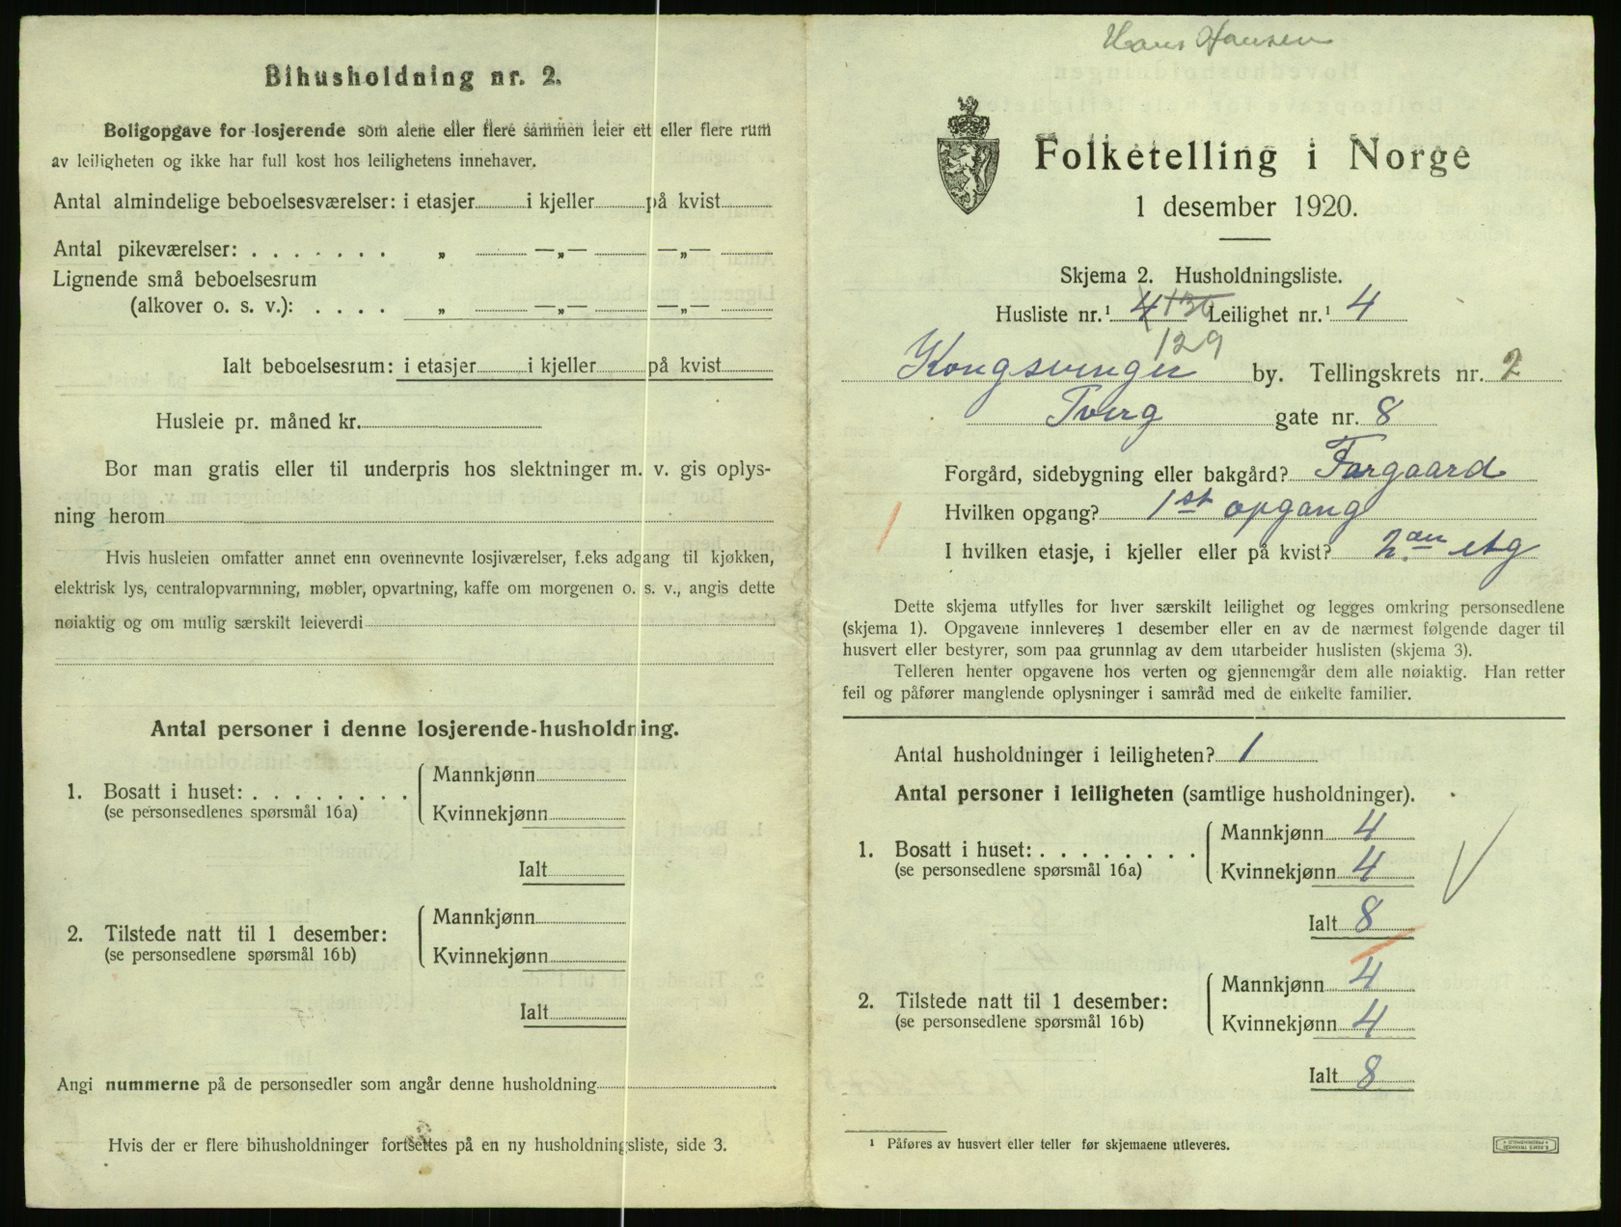 Bihusholdning nr. 2.
Boligopgave for losjerende som alene eller flere sammen leier ett eller flere rum
av leiligheten og ikke har full kost hos leilighetens innehaver.
Antal almindelige beboelsesværelser: i etasjer i kjeller på kvist
Antal pikeværelser: . . . . . . . „ —„— —„—
Lignende små beboelsesrum
(alkover o. s. v.): . . . . „ —„— —„—
Ialt beboelsesrum: i etasjer i kjeller på kvist
Husleie pr. måned kr.
Bor man gratis eller til underpris hos slektninger m. v. gis oplys-
ning herom
Hvis husleien omfatter annet enn ovennevnte losjiværelser, f.eks adgang til kjøkken,
elektrisk lys, centralopvarmning, møbler, opvartning, kaffe om morgenen o. s. v., angis dette
nøiaktig og om mulig særskilt leieverdi
Antal personer i denne losjerende-husholdning.
1. Bosatt i huset: . . . . . . . .
(se personsedlenes spørsmål 16a)
Mannkjønn
Kvinnekjønn
Ialt
2. Tilstede natt til 1 desember:
(se personsedlene spørsmål 16b)
Mannkjønn
Kvinnekjønn
Ialt
Angi nummerne på de personsedler som angår denne husholdning
Hvis der er flere bihusholdninger fortsettes på en ny husholdningsliste, side 3.
Hans Hansen
Folketelling i Norge
1 desember 1920.
Skjema 2. Husholdningsliste.
Husliste nr.¹ 4 130 Leilighet nr.¹ 4
129
Kongsvinger by. Tellingskrets nr. 2
Tverg gate nr. 8
Forgård, sidebygning eller bakgård? Forgaard
Hvilken opgang? 1st opgang
I hvilken etasje, i kjeller eller på kvist? 2den etg
Dette skjema utfylles for hver særskilt leilighet og legges omkring personsedlene
(skjema 1). Opgavene innleveres 1 desember eller en av de nærmest følgende dager til
husvert eller bestyrer, som paa grunnlag av dem utarbeider huslisten (skjema 3).
Telleren henter opgavene hos verten og gjennemgår dem alle nøiaktig. Han retter
feil og påfører manglende oplysninger i samråd med de enkelte familier.
Antal husholdninger i leiligheten? 1
Antal personer i leiligheten (samtlige husholdninger).
1. Bosatt i huset: . . . . . . . .
(se personsedlene spørsmål 16a)
Mannkjønn 4
Kvinnekjønn 4
Ialt 8
2. Tilstede natt til 1 desember:
(se personsedlene spørsmål 16b)
Mannkjønn 4
Kvinnekjønn 4
Ialt 8
¹ Påføres av husvert eller teller før skjemaene utleveres.